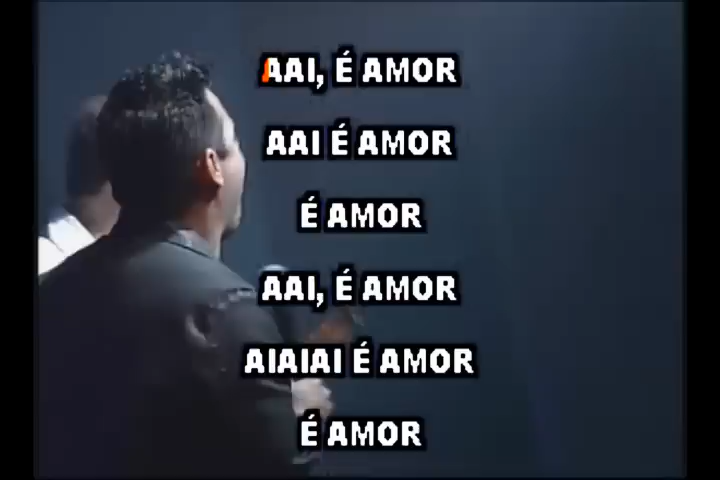 AAI, É AMOR
AAI É AMOR
É AMOR
AAI, É AMOR
AIAIAI É AMOR
É AMOR